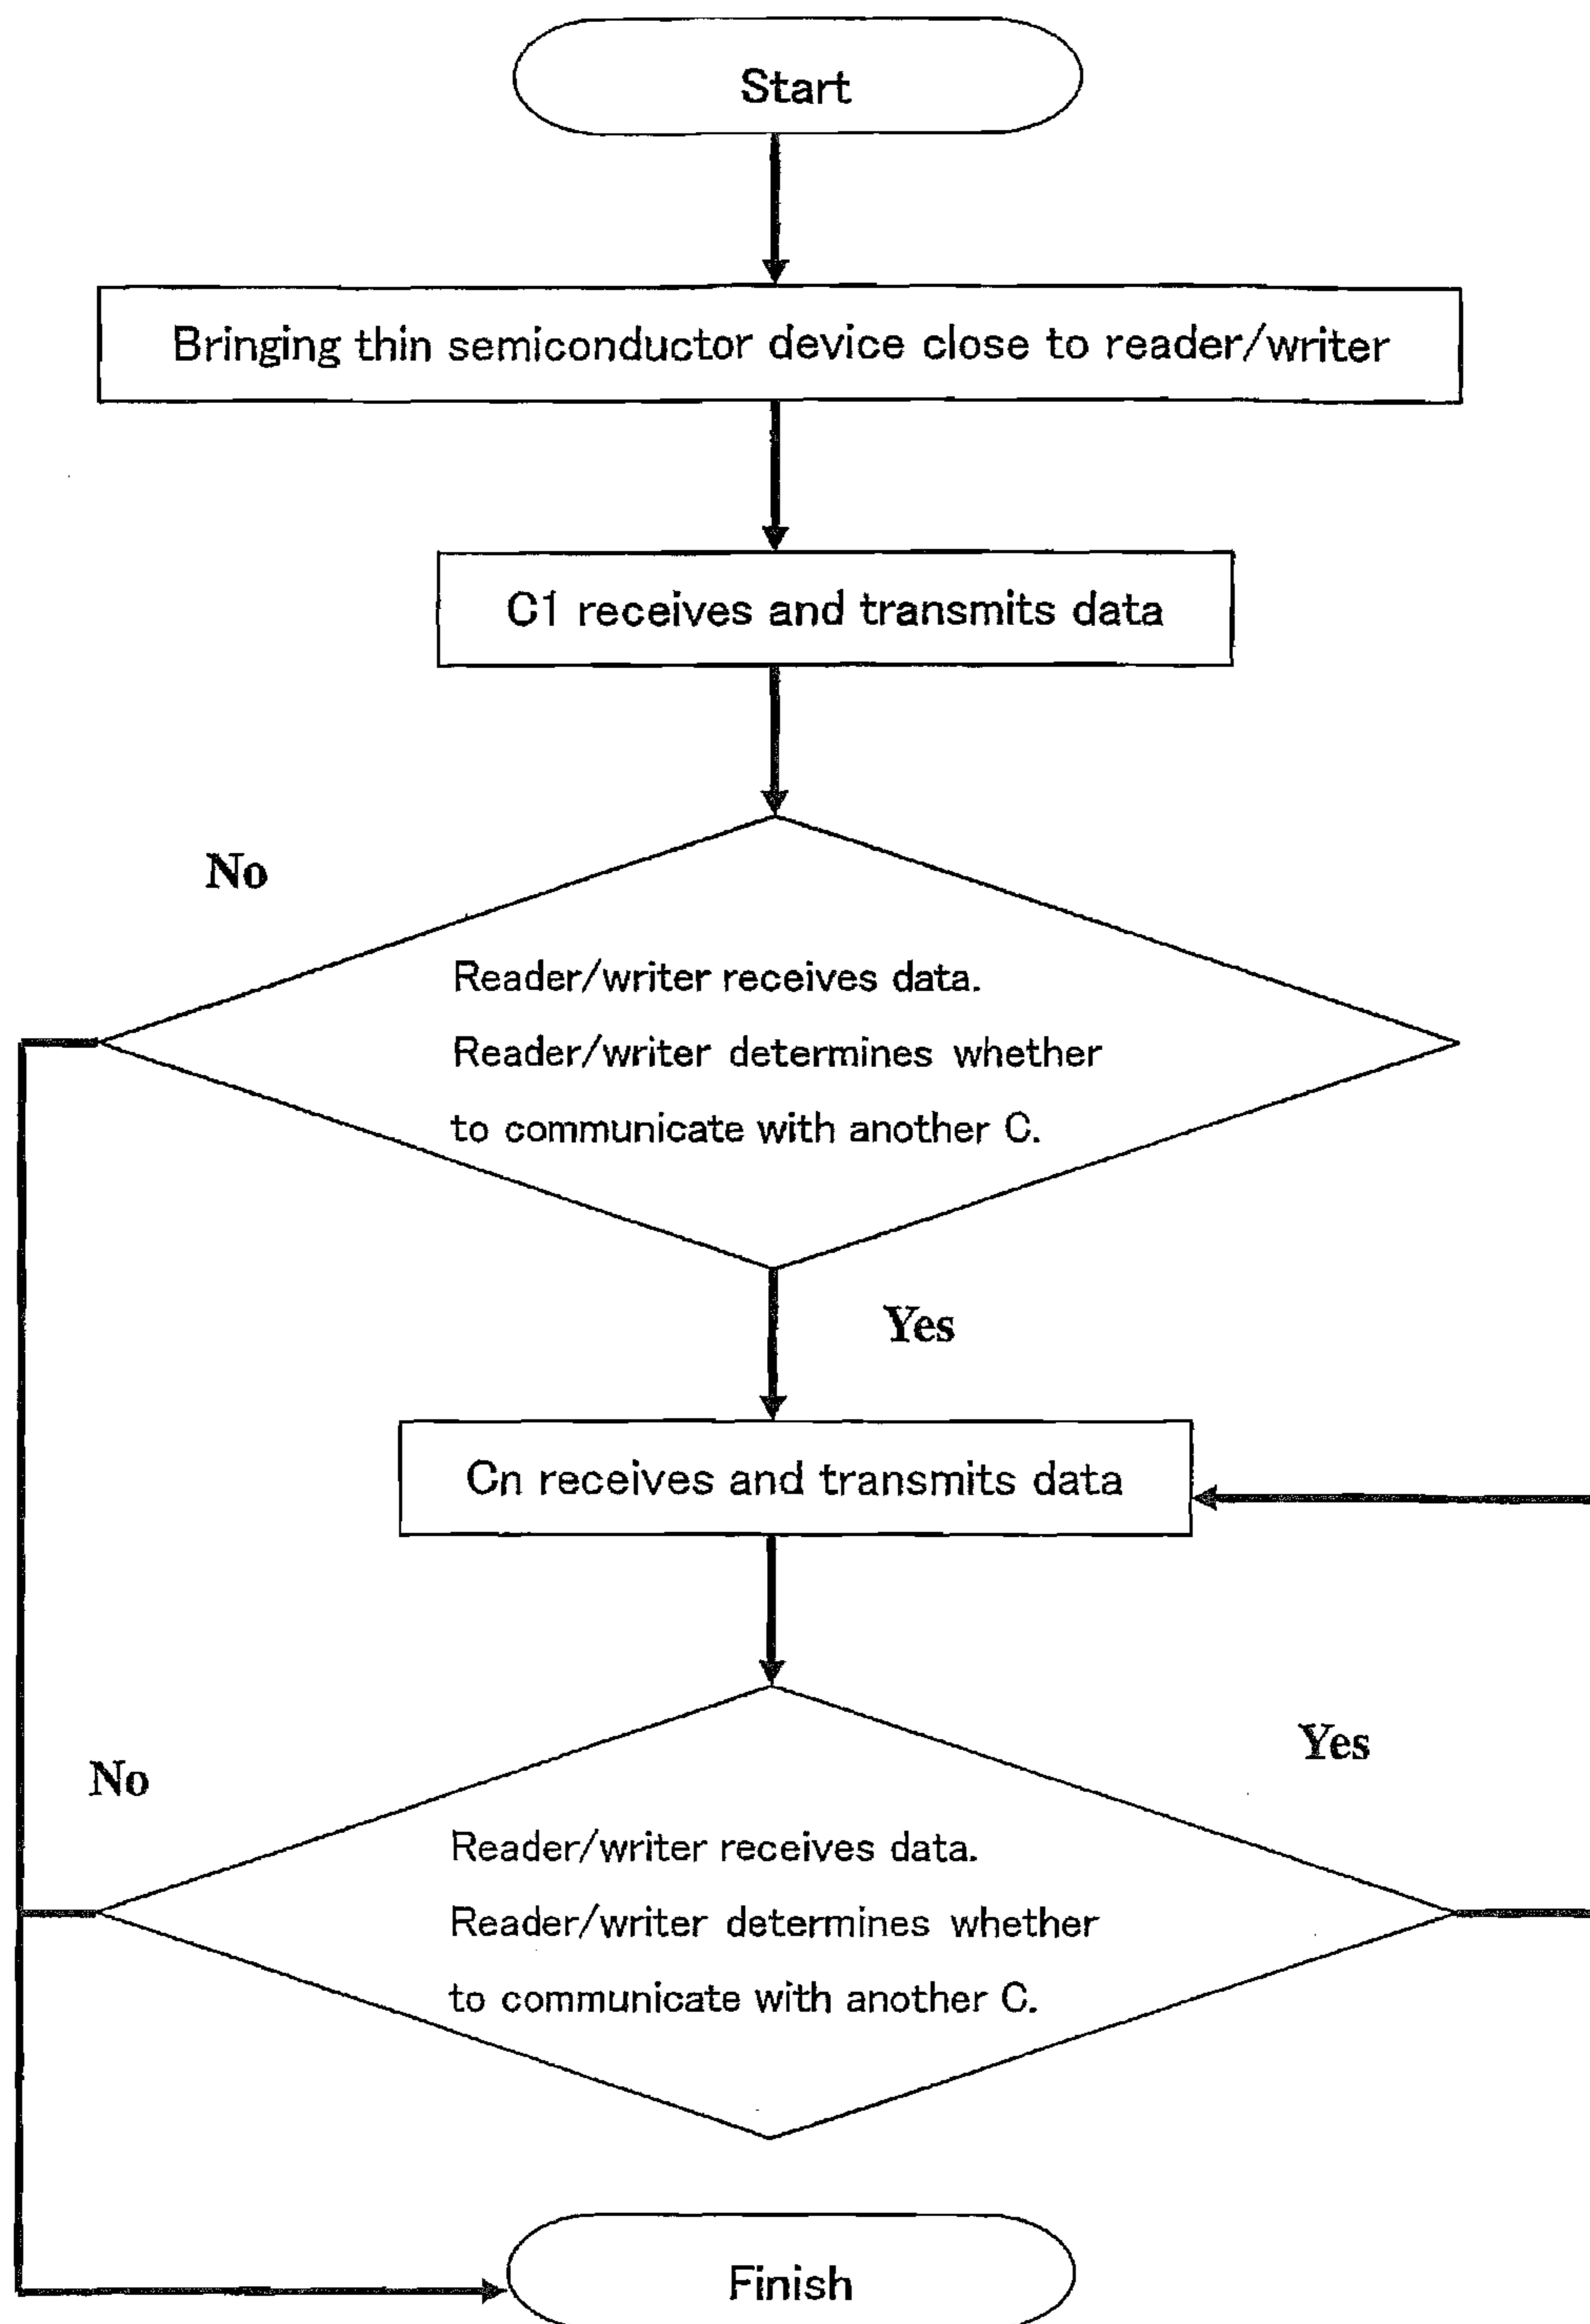 Start
Bringing thin semiconductor device close to reader/writer
C1 receives and transmits data
No
Reader/writer receives data.
Reader/writer determines whether
to communicate with another C.
Yes
Cn receives and transmits data
Yes
No
Reader/writer receives data.
Reader/writer determines whether
to communicate with another C.
Finish